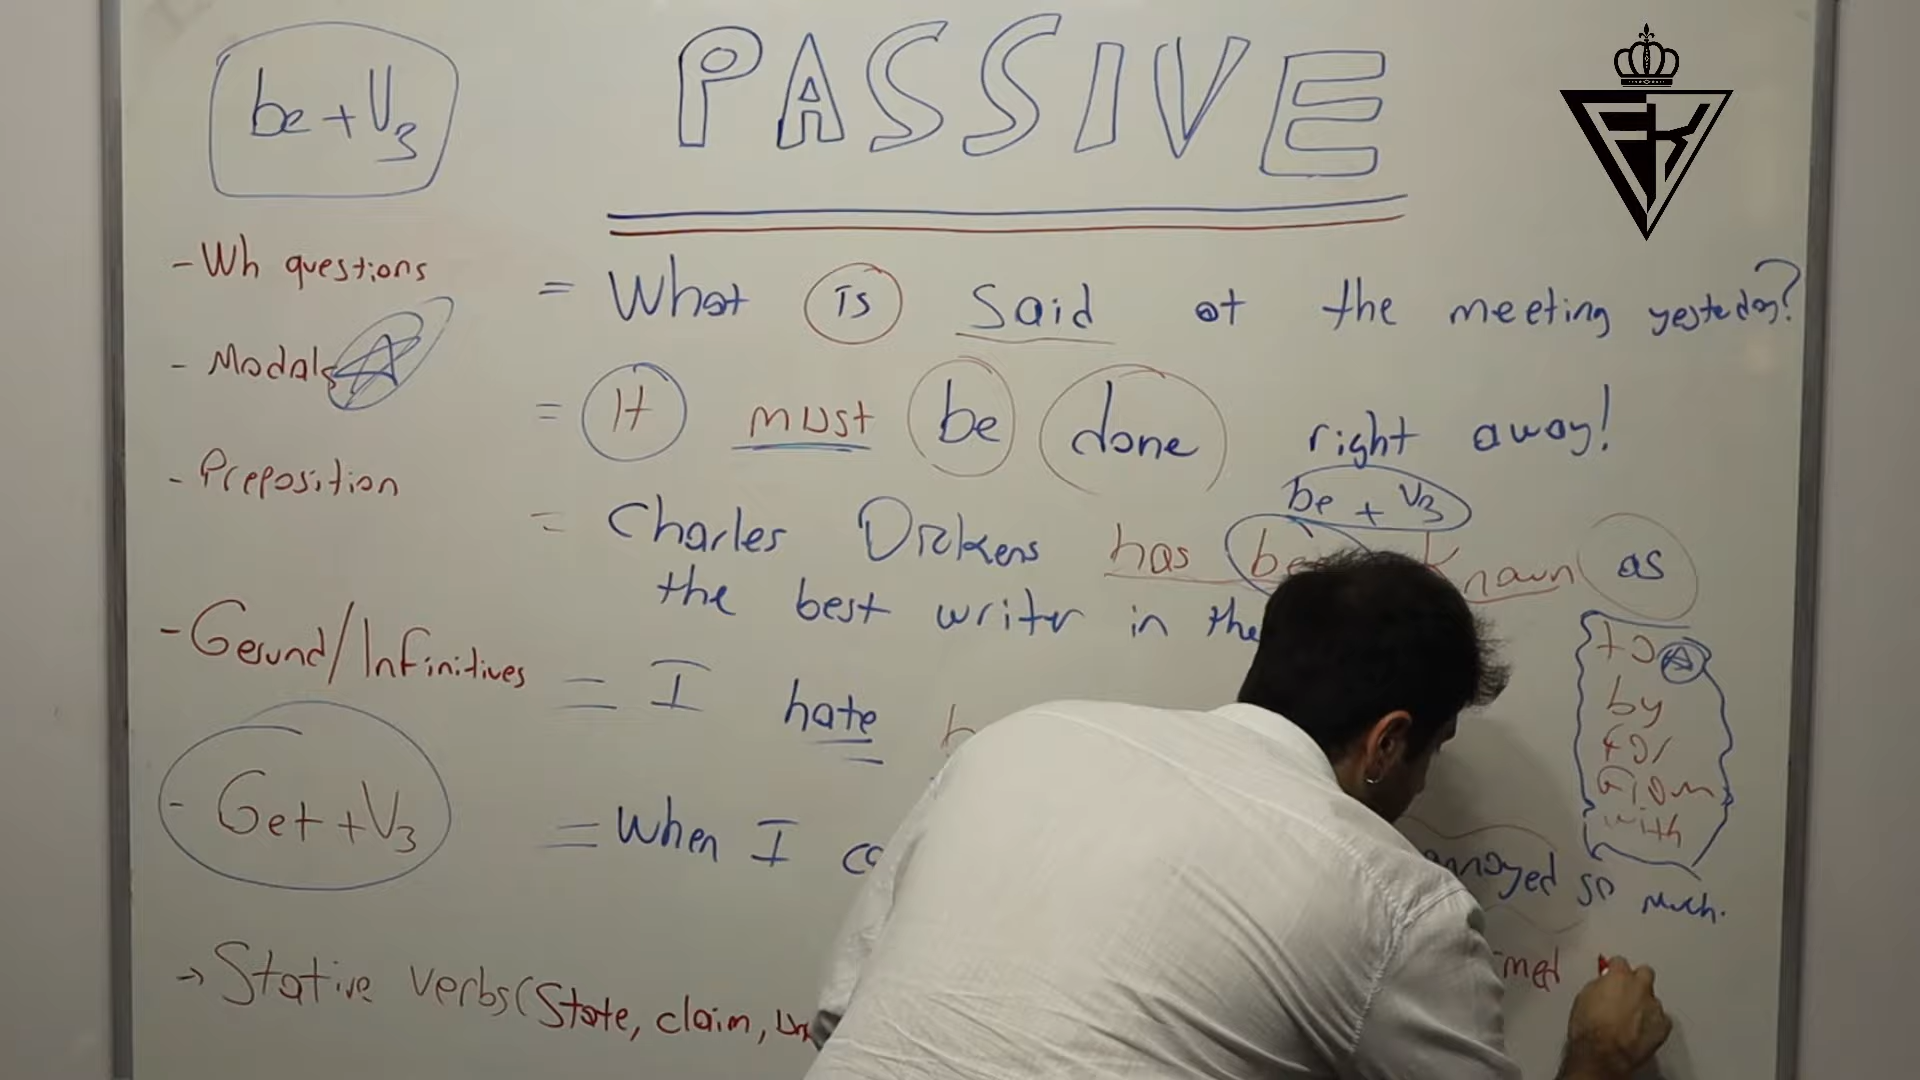 be + V3
PASSIVE
- Wh questions
= What is said at the meeting yesterday?
- Modals
= It must be done right away!
- Preposition
be + V3
= Charles Dickens has known as
the best writer in the
to
by
for
from
with
- Gerund/Infinitives
= I hate
- Get + V3
= When I
annoyed so much.
→ Stative verbs (State, claim,